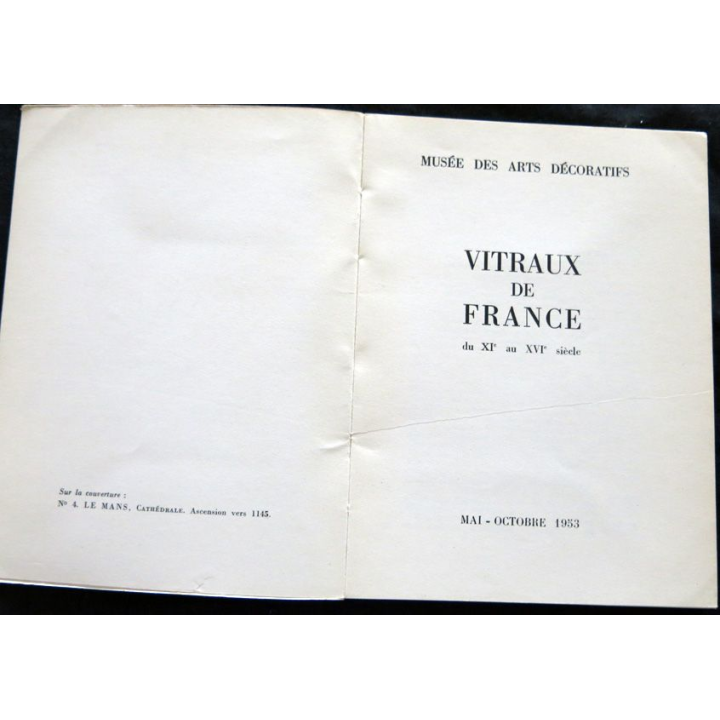 Sur la couverture :
Nº 4. LE MANS, CATHÉDRALE. Ascension vers 1145.
MUSÉE DES ARTS DÉCORATIFS
VITRAUX
DE
FRANCE
du XIe au XVIe siècle
MAI - OCTOBRE 1953